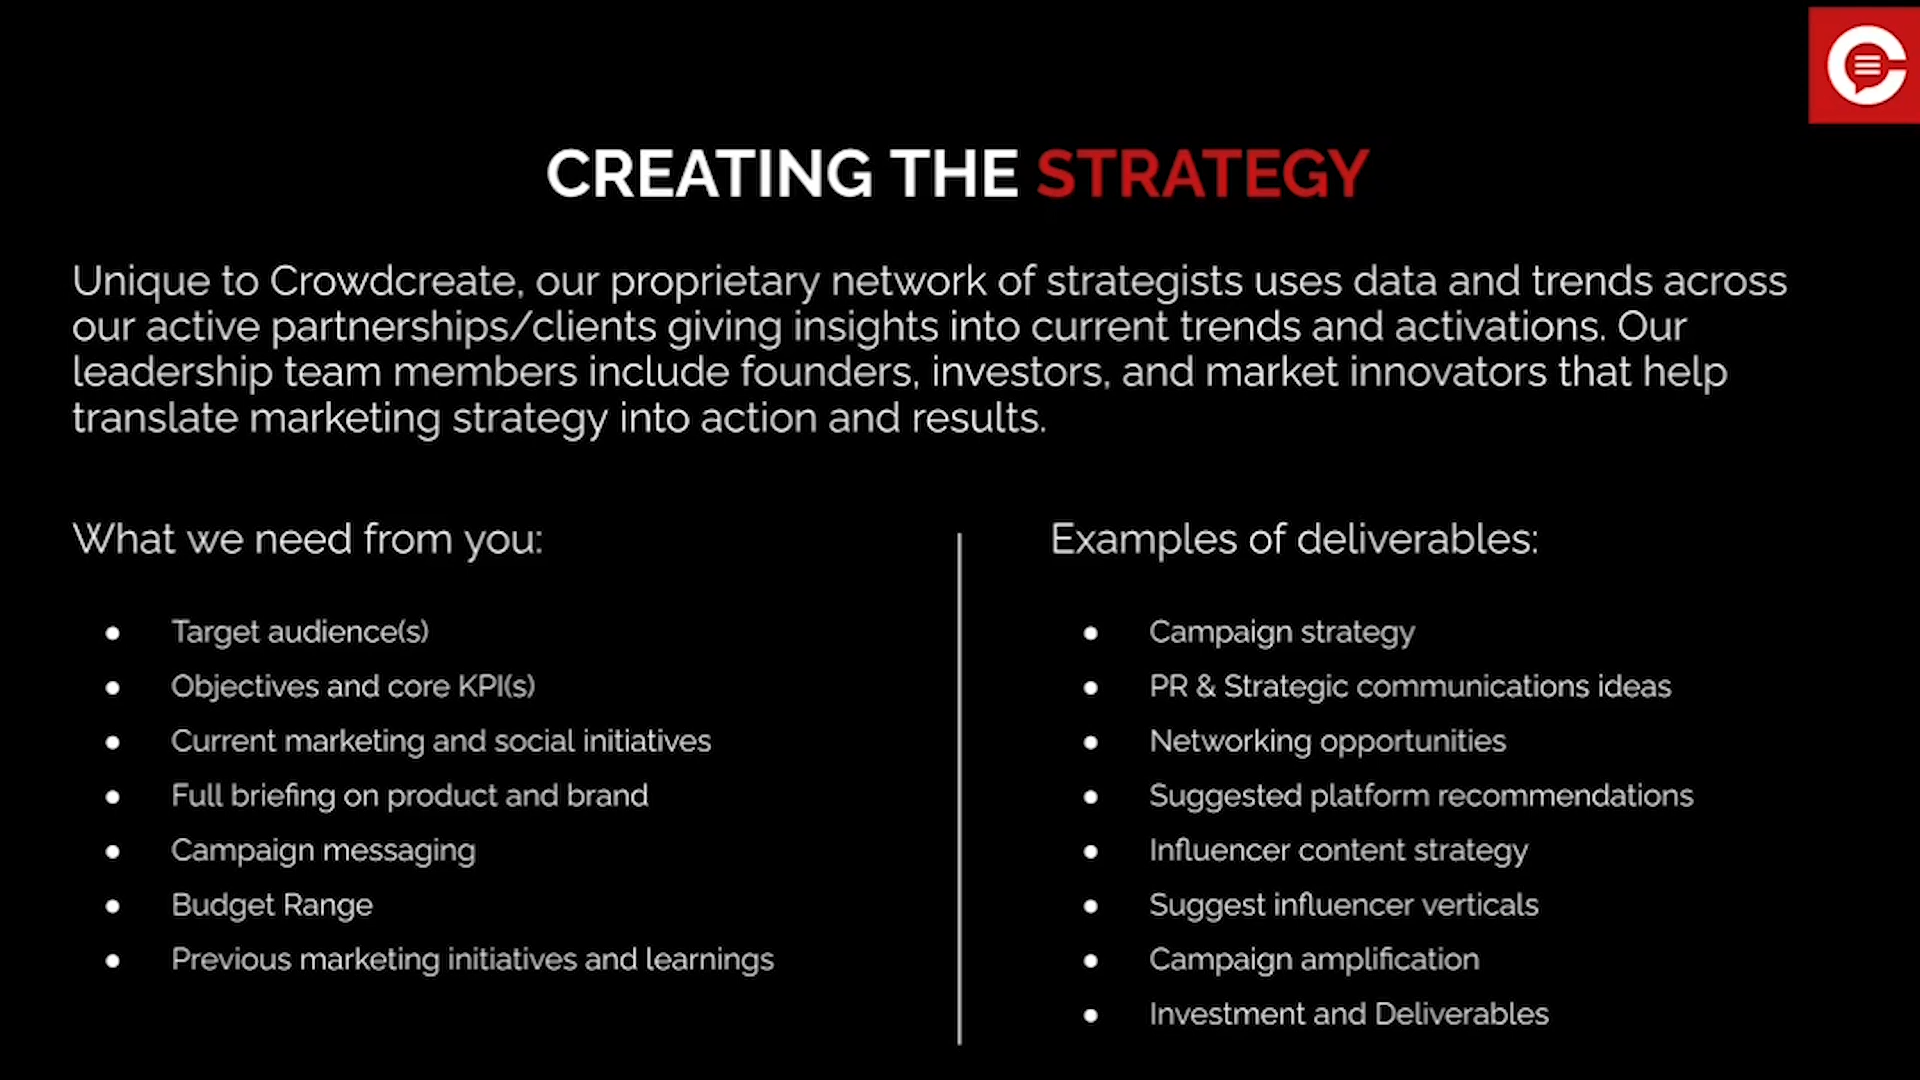 CREATING THE STRATEGY
Unique to Crowdcreate, our proprietary network of strategists uses data and trends across
our active partnerships/clients giving insights into current trends and activations. Our
leadership team members include founders, investors, and market innovators that help
translate marketing strategy into action and results.
What we need from you:
● Target audience(s)
● Objectives and core KPI(s)
● Current marketing and social initiatives
● Full briefing on product and brand
● Campaign messaging
● Budget Range
● Previous marketing initiatives and learnings
Examples of deliverables:
● Campaign strategy
● PR & Strategic communications ideas
● Networking opportunities
● Suggested platform recommendations
● Influencer content strategy
● Suggest influencer verticals
● Campaign amplification
● Investment and Deliverables